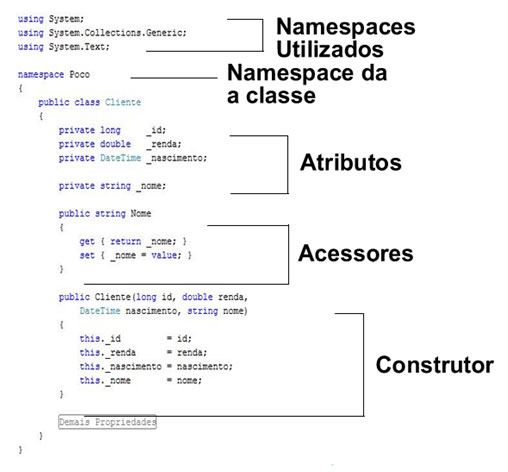 using System;
using System.Collections.Generic;
using System.Text;
Namespaces
Utilizados
namespace Poco
Namespace da
a classe
{
public class Cliente
{
private long _id;
private double _renda;
private DateTime _nascimento;
private string _nome;
Atributos
public string Nome
{
get { return _nome; }
set { _nome = value; }
}
Acessores
public Cliente(long id, double renda,
DateTime nascimento, string nome)
{
this._id = id;
this._renda = renda;
this._nascimento = nascimento;
this._nome = nome;
}
Construtor
Demais Propriedades
}
}